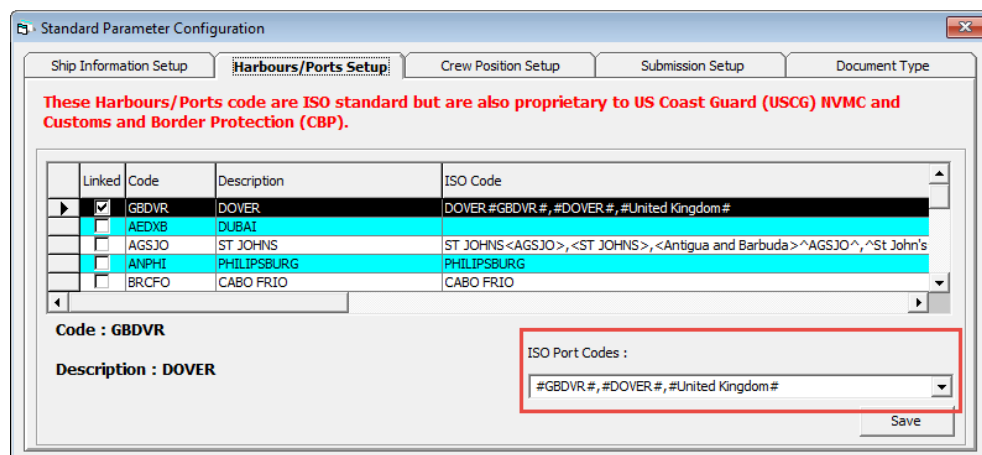 Standard Parameter Configuration
Ship Information Setup Harbours/Ports Setup Crew Position Setup Submission Setup Document Type
These Harbours/Ports code are ISO standard but are also proprietary to US Coast Guard (USCG) NVMC and
Customs and Border Protection (CBP).
Linked Code Description ISO Code
GBDVR DOVER DOVER#GBDVR#,#DOVER#,#United Kingdom#
AEDXB DUBAI
AGSJO ST JOHNS ST JOHNS<AGSJO>,<ST JOHNS>,<Antigua and Barbuda>^AGSJO^,^St John's
ANPHI PHILIPSBURG PHILIPSBURG
BRCFO CABO FRIO CABO FRIO
Code : GBDVR
ISO Port Codes :
Description : DOVER
#GBDVR#,#DOVER#,#United Kingdom#
Save